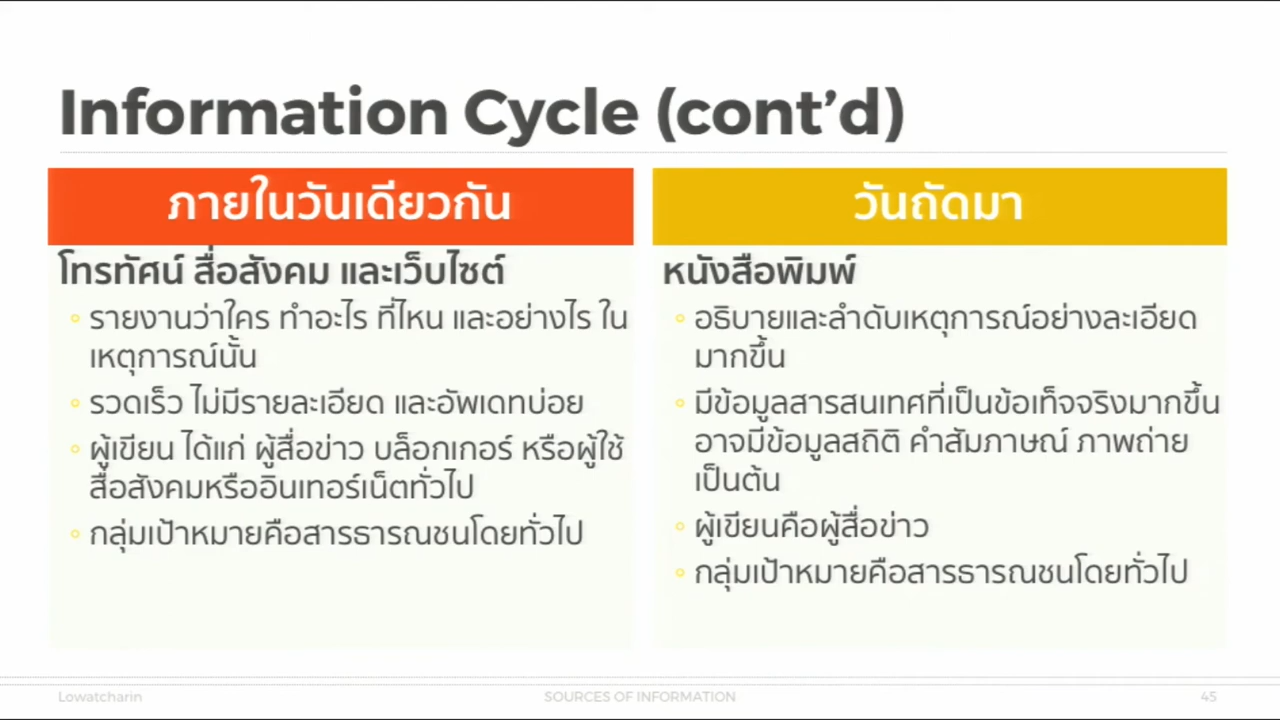 Information Cycle (cont’d)
ภายในวันเดียวกัน
โทรทัศน์ สื่อสังคม และเว็บไซต์
◦ รายงานว่าใคร ทำอะไร ที่ไหน และอย่างไร ใน
เหตุการณ์นั้น
◦ รวดเร็ว ไม่มีรายละเอียด และอัพเดทบ่อย
◦ ผู้เขียน ได้แก่ ผู้สื่อข่าว บล็อกเกอร์ หรือผู้ใช้
สื่อสังคมหรืออินเทอร์เน็ตทั่วไป
◦ กลุ่มเป้าหมายคือสารธารณชนโดยทั่วไป
วันถัดมา
หนังสือพิมพ์
◦ อธิบายและลำดับเหตุการณ์อย่างละเอียด
มากขึ้น
◦ มีข้อมูลสารสนเทศที่เป็นข้อเท็จจริงมากขึ้น
อาจมีข้อมูลสถิติ คำสัมภาษณ์ ภาพถ่าย
เป็นต้น
◦ ผู้เขียนคือผู้สื่อข่าว
◦ กลุ่มเป้าหมายคือสารธารณชนโดยทั่วไป
Lowatcharin
SOURCES OF INFORMATION
45